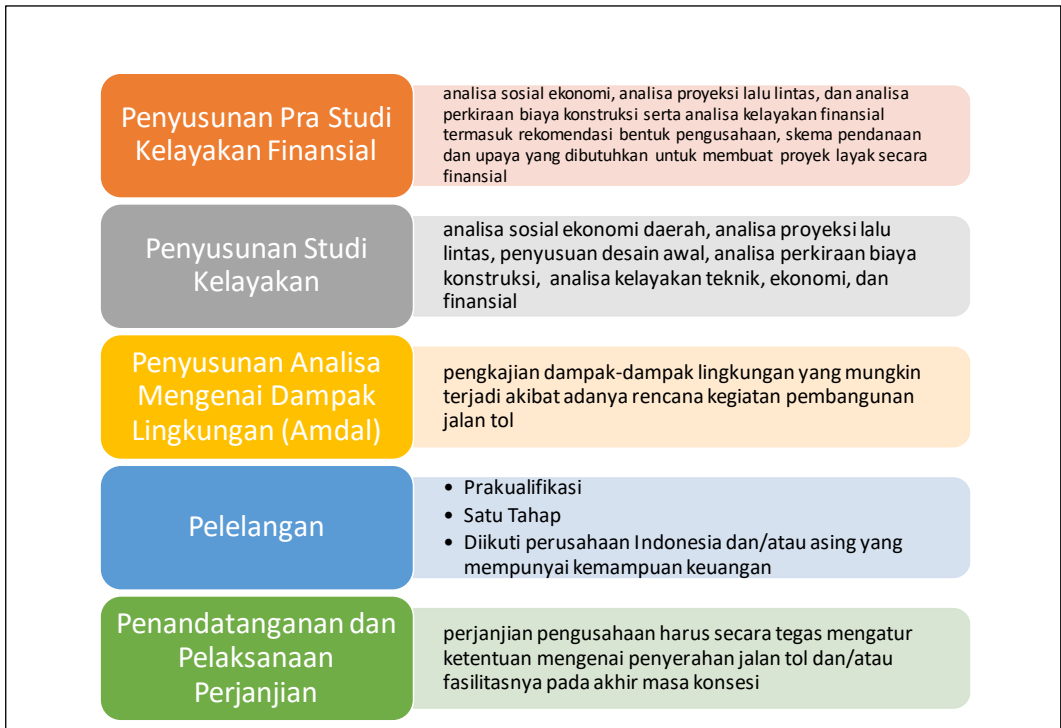 Penyusunan Pra Studi
Kelayakan Finansial
analisa sosial ekonomi, analisa proyeksi lalu lintas, dan analisa
perkiraan biaya konstruksi serta analisa kelayakan finansial
termasuk rekomendasi bentuk pengusahaan, skema pendanaan
dan upaya yang dibutuhkan untuk membuat proyek layak secara
finansial
Penyusunan Studi
Kelayakan
analisa sosial ekonomi daerah, analisa proyeksi lalu
lintas, penyusuan desain awal, analisa perkiraan biaya
konstruksi, analisa kelayakan teknik, ekonomi, dan
finansial
Penyusunan Analisa
Mengenai Dampak
Lingkungan (Amdal)
pengkajian dampak-dampak lingkungan yang mungkin
terjadi akibat adanya rencana kegiatan pembangunan
jalan tol
Pelelangan
• Prakualifikasi
• Satu Tahap
• Diikuti perusahaan Indonesia dan/atau asing yang
mempunyai kemampuan keuangan
Penandatanganan dan
Pelaksanaan
Perjanjian
perjanjian pengusahaan harus secara tegas mengatur
ketentuan mengenai penyerahan jalan tol dan/atau
fasilitasnya pada akhir masa konsesi